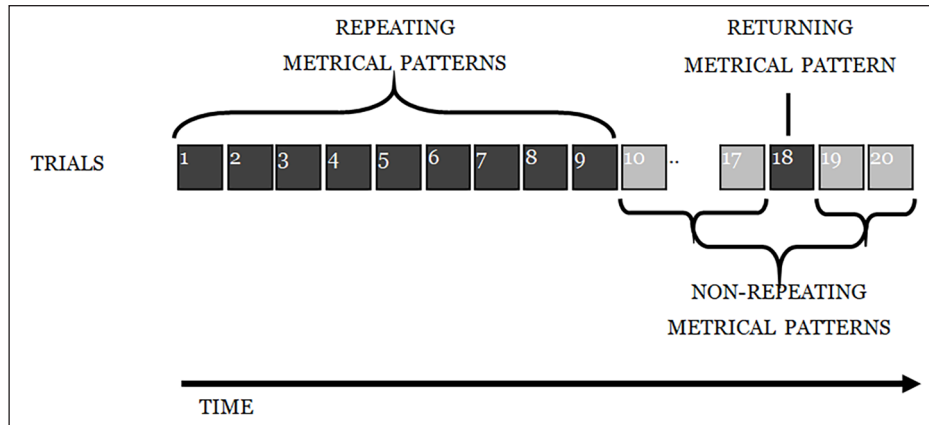 REPEATING
METRICAL PATTERNS
RETURNING
METRICAL PATTERN
TRIALS
1 2 3 4 5 6 7 8 9 10 .. 17 18 19 20
NON-REPEATING
METRICAL PATTERNS
TIME